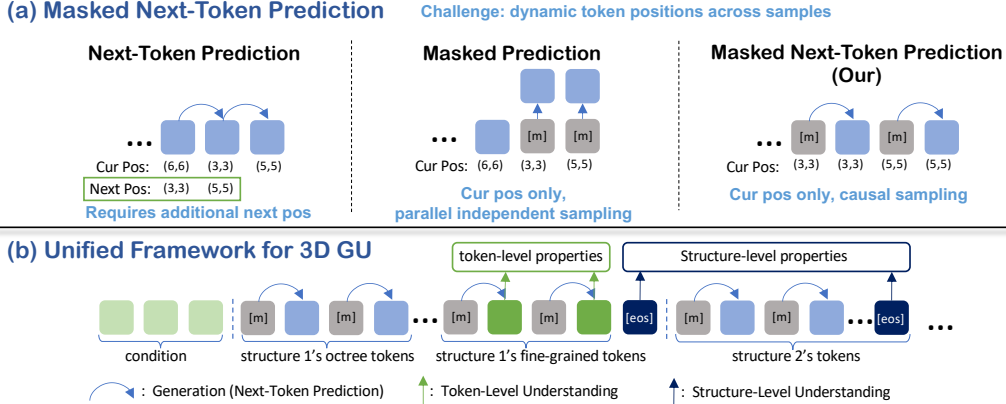 (a) Masked Next-Token Prediction
Challenge: dynamic token positions across samples
Next-Token Prediction
... 
Cur Pos: (6,6) (3,3) (5,5)
Next Pos: (3,3) (5,5)
Requires additional next pos
Masked Prediction
... [m] [m]
Cur Pos: (6,6) (3,3) (5,5)
Cur pos only,
parallel independent sampling
Masked Next-Token Prediction
(Our)
... [m] [m]
Cur Pos: (3,3) (3,3) (5,5) (5,5)
Cur pos only, causal sampling
(b) Unified Framework for 3D GU
token-level properties
Structure-level properties
[m] [m] ... [m] [m] [eos] [m] [m] ... [eos] ...
condition
structure 1's octree tokens
structure 1's fine-grained tokens
structure 2's tokens
: Generation (Next-Token Prediction)
: Token-Level Understanding
: Structure-Level Understanding